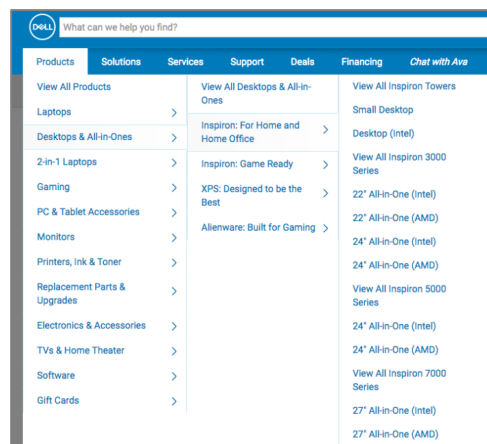 DELL
What can we help you find?
Products Solutions Services Support Deals Financing Chat with Ava
View All Products
Laptops
Desktops & All-in-Ones
2-in-1 Laptops
Gaming
PC & Tablet Accessories
Monitors
Printers, Ink & Toner
Replacement Parts &
Upgrades
Electronics & Accessories
TVs & Home Theater
Software
Gift Cards
View All Desktops & All-in-
Ones
Inspiron: For Home and
Home Office
Inspiron: Game Ready
XPS: Designed to be the
Best
Alienware: Built for Gaming
View All Inspiron Towers
Small Desktop
Desktop (Intel)
View All Inspiron 3000
Series
22" All-in-One (Intel)
22" All-in-One (AMD)
24" All-in-One (Intel)
24" All-in-One (AMD)
View All Inspiron 5000
Series
24" All-in-One (Intel)
24" All-in-One (AMD)
View All Inspiron 7000
Series
27" All-in-One (Intel)
27" All-in-One (AMD)